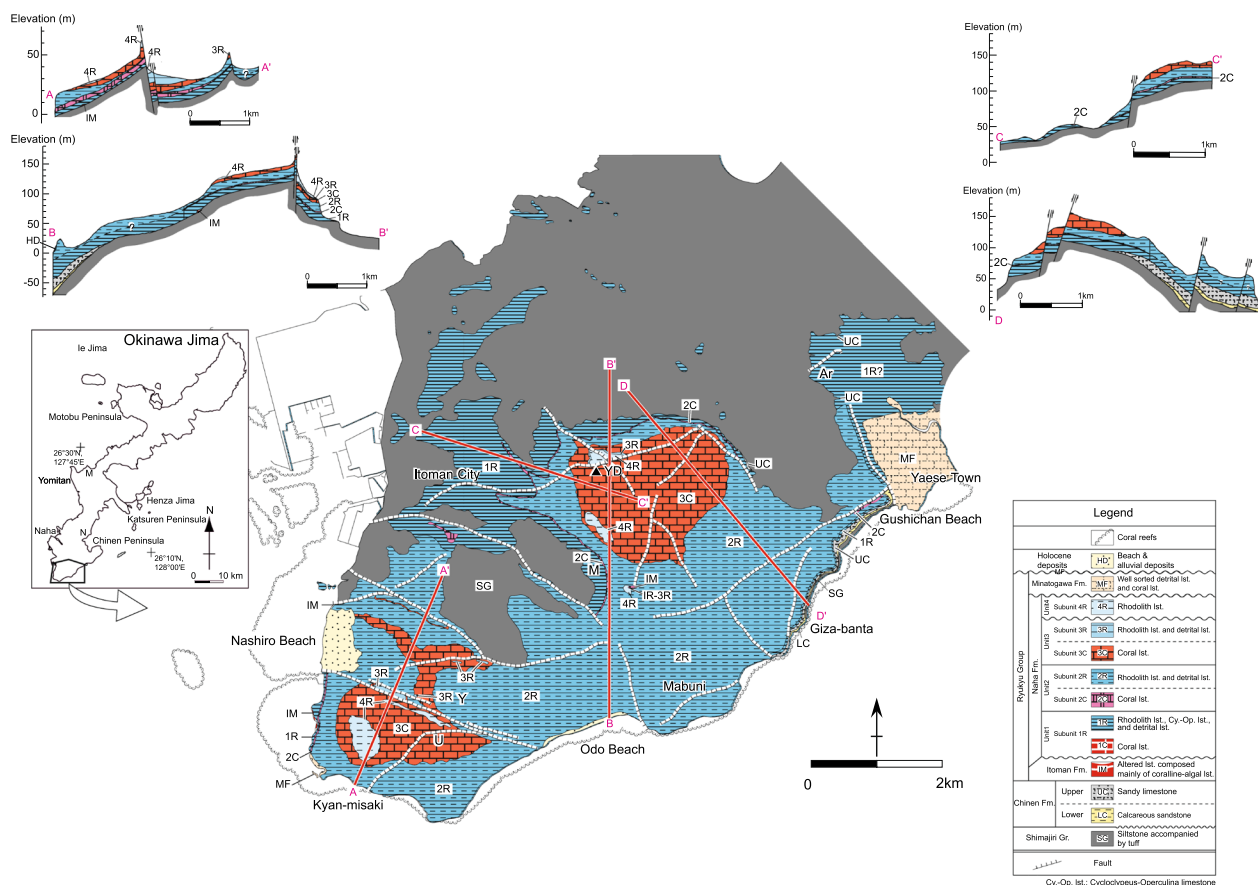 Elevation (m)
50
0
A
4R
IM
4R
4R
3R
?
A'
0
1km
Elevation (m)
150
100
50
0
-50
B
HD
?
4R
IM
4R
3R
3C
2R
2C
1R
B'
0
1km
Elevation (m)
150
100
50
0
C
2C
C'
2C
0
1km
Elevation (m)
150
100
50
0
2C
D
0
1km
Okinawa Jima
Ie Jima
Motobu Peninsula
26°30'N,
127°45'E
M
Yomitan
Henza Jima
Katsuren Peninsula
Naha
N
Chinen Peninsula
26°10'N,
128°00'E
N
0
10 km
B'
D
UC
Ar
1R?
UC
2C
C
3R
4R
YD
UC
MF
Itoman City
1R
3C
Yaese Town
C'
4R
Gushichan Beach
2R
2C
1R
2C
M
UC
A'
SG
IM
IR-3R
SG
IM
4R
D'
Giza-banta
Nashiro Beach
LC
2R
3R
3R
Mabuni
3R
Y
2R
4R
IM
3C
B
U
1R
Odo Beach
2C
MF
A
2R
Kyan-misaki
0
2km
Legend
Coral reefs
Holocene
deposits
HD
Beach &
alluvial deposits
MF
Minatogawa Fm.
MF
Well sorted detrital lst.
and coral lst.
Ryukyu Group
Naha Fm.
Unit4
Subunit 4R
4R
Rhodolith lst.
Unit3
Subunit 3R
3R
Rhodolith lst. and detrital lst.
Subunit 3C
3C
Coral lst.
Unit2
Subunit 2R
2R
Rhodolith lst. and detrital lst.
Subunit 2C
2C
Coral lst.
Unit1
Subunit 1R
1R
Rhodolith lst., Cy.-Op. lst.,
and detrital lst.
1C
Coral lst.
Itoman Fm.
IM
Altered lst. composed
mainly of coralline-algal lst.
Chinen Fm.
Upper
UC
Sandy limestone
Lower
LC
Calcareous sandstone
Shimajiri Gr.
SG
Siltstone accompanied
by tuff
Fault
Cy.-Op. lst.: Cycloclypeus-Operculina limestone